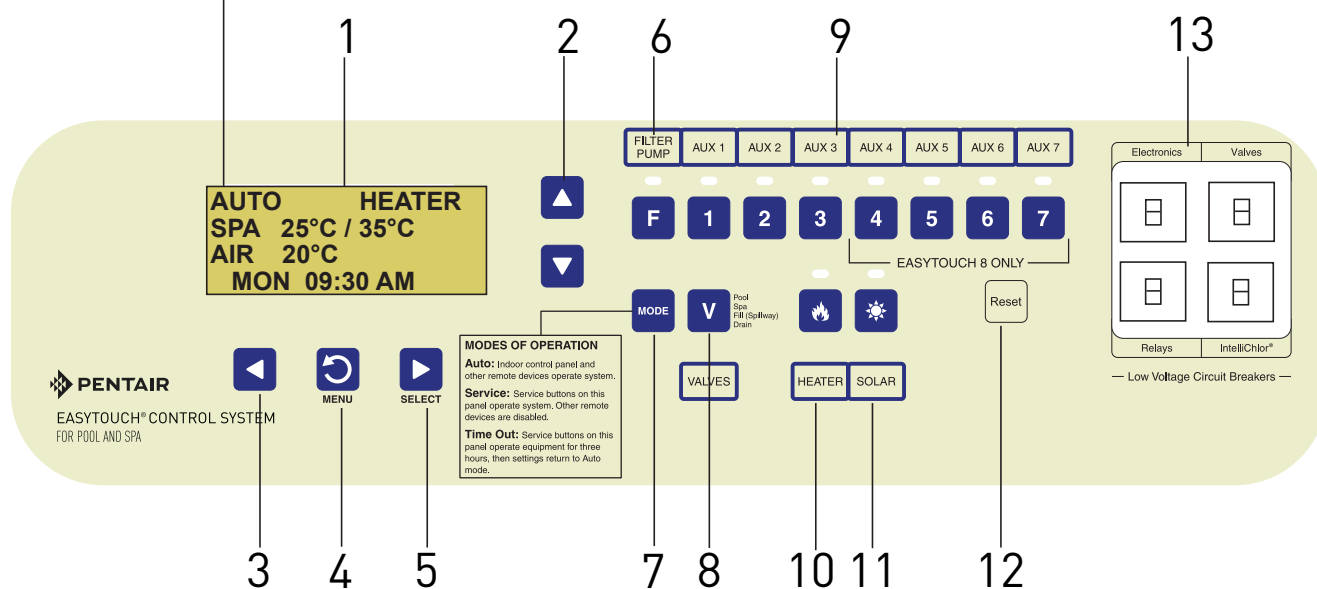 1
2
6
9
13
FILTER
PUMP
AUX 1
AUX 2
AUX 3
AUX 4
AUX 5
AUX 6
AUX 7
Electronics
Valves
AUTO HEATER
SPA 25°C / 35°C
AIR 20°C
MON 09:30 AM
F
1
2
3
4
5
6
7
EASYTOUCH 8 ONLY
MODE
V
Pool
Spa
Fill (Spillway)
Drain
Reset
MODES OF OPERATION
Auto: Indoor control panel and
other remote devices operate system.
Service: Service buttons on this
panel operate system. Other remote
devices are disabled.
Time Out: Service buttons on this
panel operate equipment for three
hours, then settings return to Auto
mode.
VALVES
HEATER
SOLAR
Relays
IntelliChlor®
Low Voltage Circuit Breakers
PENTAIR
MENU
SELECT
EASYTOUCH® CONTROL SYSTEM
FOR POOL AND SPA
3
4
5
7
8
10
11
12